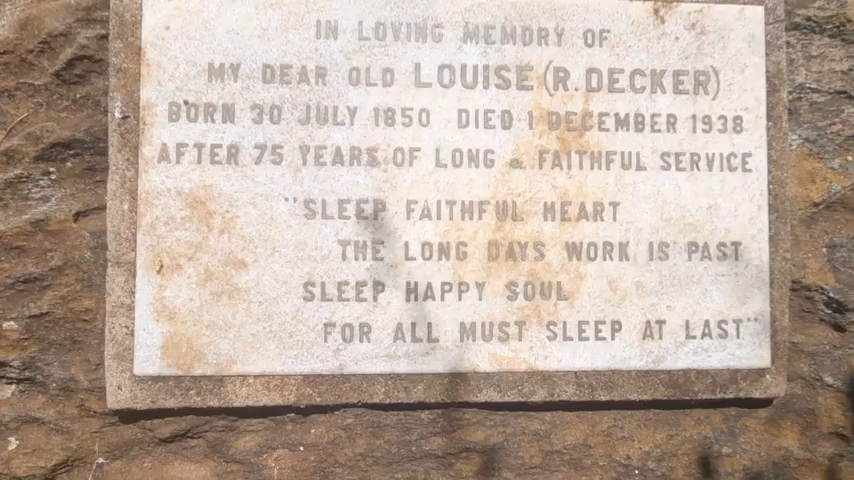 IN LOVING MEMORY OF
MY DEAR OLD LOUISE (R. DECKER)
BORN 30 JULY 1850 DIED 1 DECEMBER 1938
AFTER 75 YEARS OF LONG & FAITHFUL SERVICE
"SLEEP FAITHFUL HEART
THE LONG DAYS WORK IS PAST
SLEEP HAPPY SOUL
FOR ALL MUST SLEEP AT LAST"